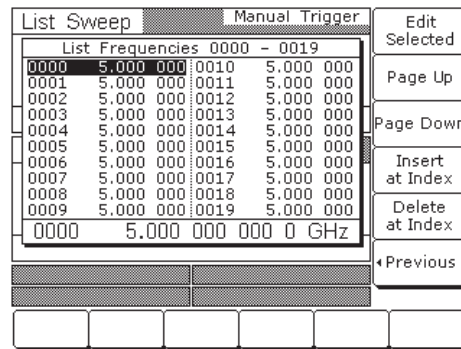 List Sweep Manual Trigger
List Frequencies 0000 - 0019
0000 5.000 000 0010 5.000 000
0001 5.000 000 0011 5.000 000
0002 5.000 000 0012 5.000 000
0003 5.000 000 0013 5.000 000
0004 5.000 000 0014 5.000 000
0005 5.000 000 0015 5.000 000
0006 5.000 000 0016 5.000 000
0007 5.000 000 0017 5.000 000
0008 5.000 000 0018 5.000 000
0009 5.000 000 0019 5.000 000
0000 5.000 000 000 0 GHz
Edit
Selected
Page Up
Page Down
Insert
at Index
Delete
at Index
Previous